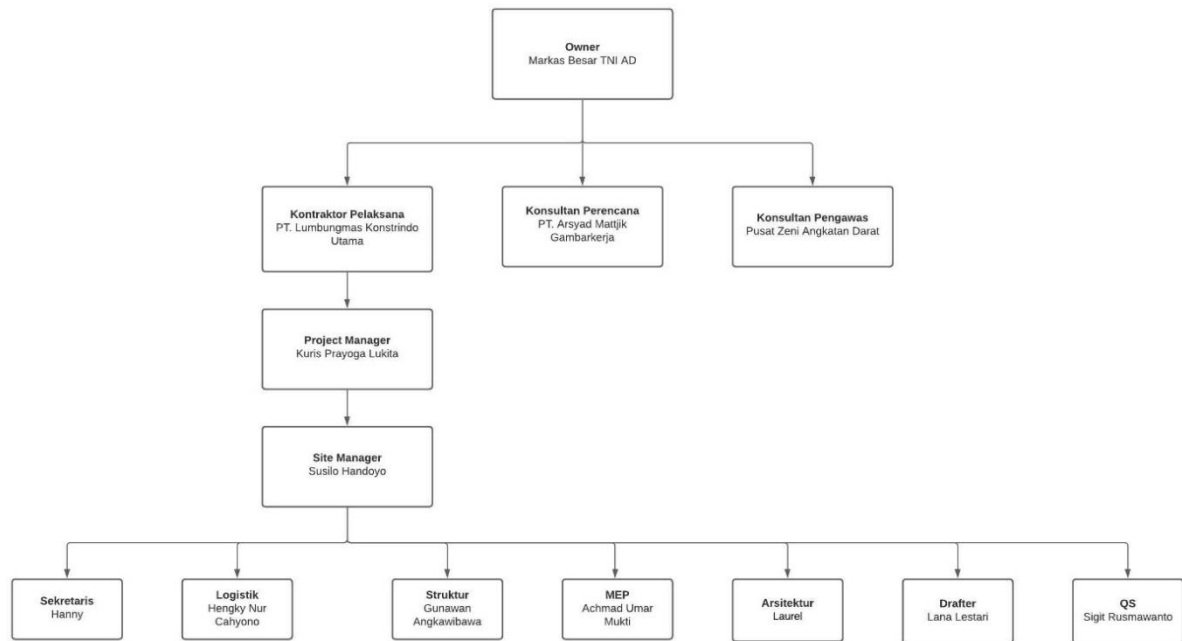 Owner
Markas Besar TNI AD
Kontraktor Pelaksana
PT. Lumbungmas Konstrindo
Utama
Konsultan Perencana
PT. Arsyad Mattjik
Gambarkerja
Konsultan Pengawas
Pusat Zeni Angkatan Darat
Project Manager
Kuris Prayoga Lukita
Site Manager
Susilo Handoyo
Sekretaris
Hanny
Logistik
Hengky Nur
Cahyono
Struktur
Gunawan
Angkawibawa
MEP
Achmad Umar
Mukti
Arsitektur
Laurel
Drafter
Lana Lestari
QS
Sigit Rusmawanto